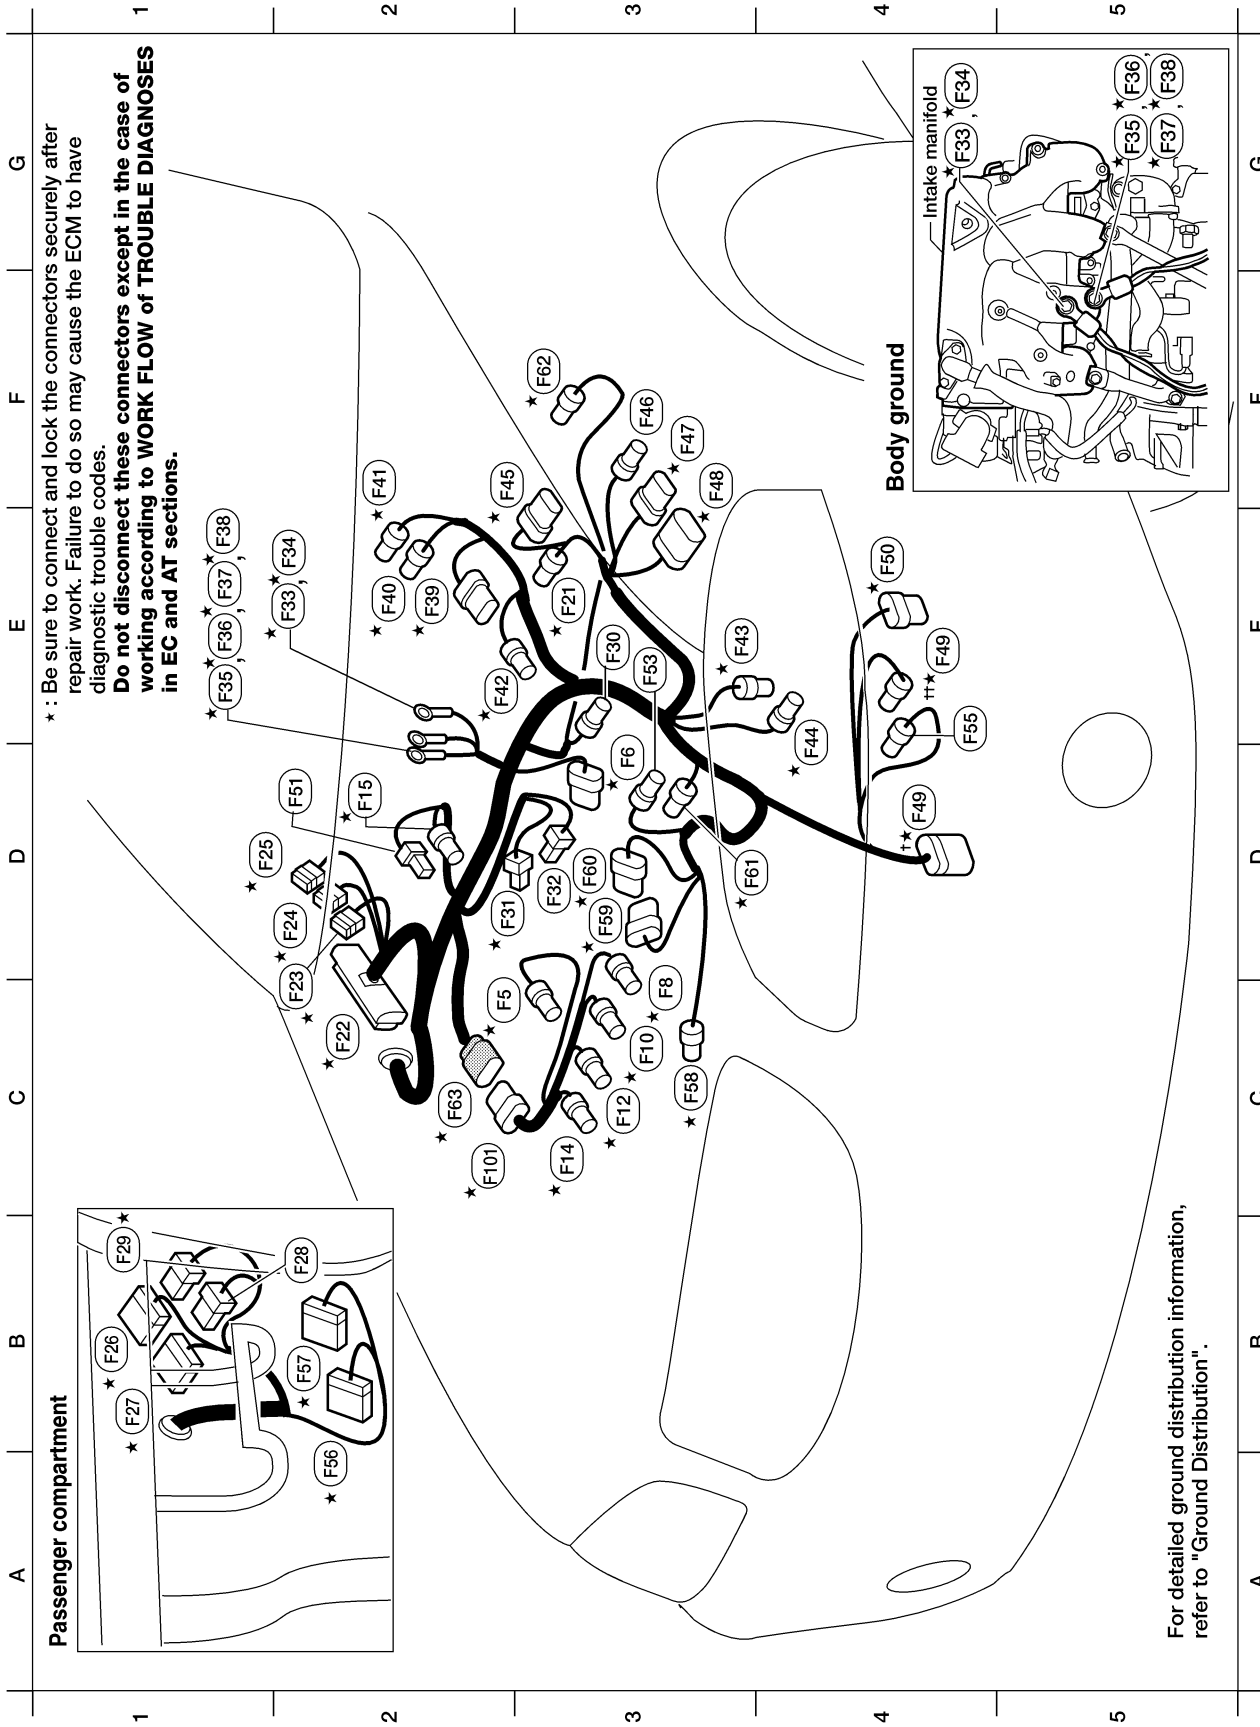 ★ : Be sure to connect and lock the connectors securely after
repair work. Failure to do so may cause the ECM to have
diagnostic trouble codes.
Do not disconnect these connectors except in the case of
working according to WORK FLOW of TROUBLE DIAGNOSES
in EC and AT sections.
A B C D E F G
1
2
3
4
5
Passenger compartment
★ F29
★ F26
★ F27
F28
★ F57
★ F56
★ F35 , ★ F36 , ★ F37 , ★ F38
★ F33 , ★ F34
★ F25
F51
★ F15
★ F24
★ F23
★ F22
★ F41
★ F40
★ F39
★ F42
★ F45
★ F21
F30
F53
★ F6
★ F62
F46
★ F47
★ F48
★ F31
F32
★ F60
★ F59
★ F5
★ F8
★ F10
★ F12
★ F14
★ F63
★ F101
★ F58
★ F61
★ F43
★ F44
★ F50
††★ F49
F55
†★ F49
Body ground
Intake manifold
★ F33 , ★ F34
★ F35 , ★ F36 ,
★ F37 , ★ F38
For detailed ground distribution information,
refer to "Ground Distribution".
A B C D E F G
1
2
3
4
5